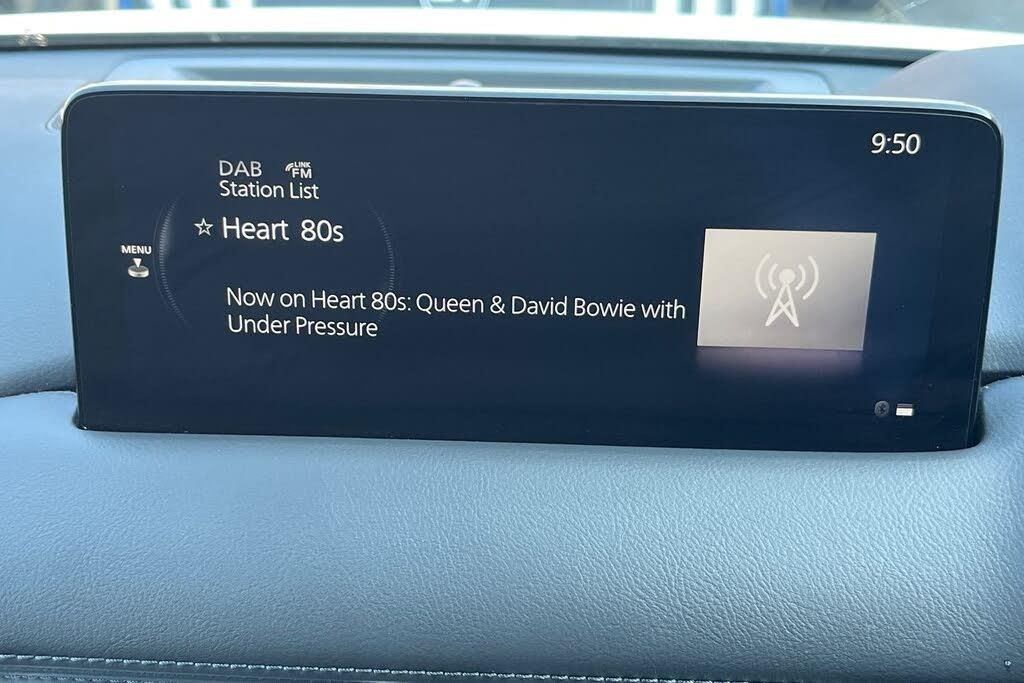 9:50
DAB LINK FM
Station List
☆ Heart 80s
MENU
Now on Heart 80s: Queen & David Bowie with
Under Pressure